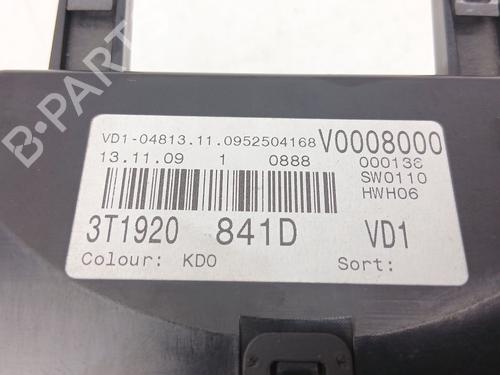 VD1-04813.11.0952504168 V0008000
13.11.09 1 0888 000136
SW0110
HWH06
3T1920 841D VD1
Colour: KD0 Sort:
B-PARTS